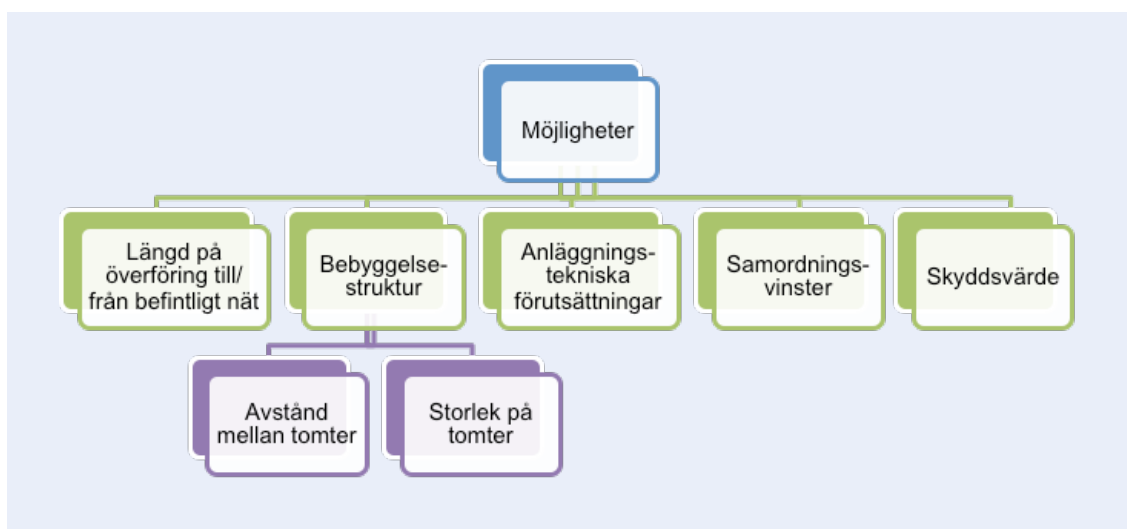 Möjligheter
Längd på
överföring till/
från befintligt nät
Bebyggelse-
struktur
Anläggnings-
tekniska
förutsättningar
Samordnings-
vinster
Skyddsvärde
Avstånd
mellan tomter
Storlek på
tomter